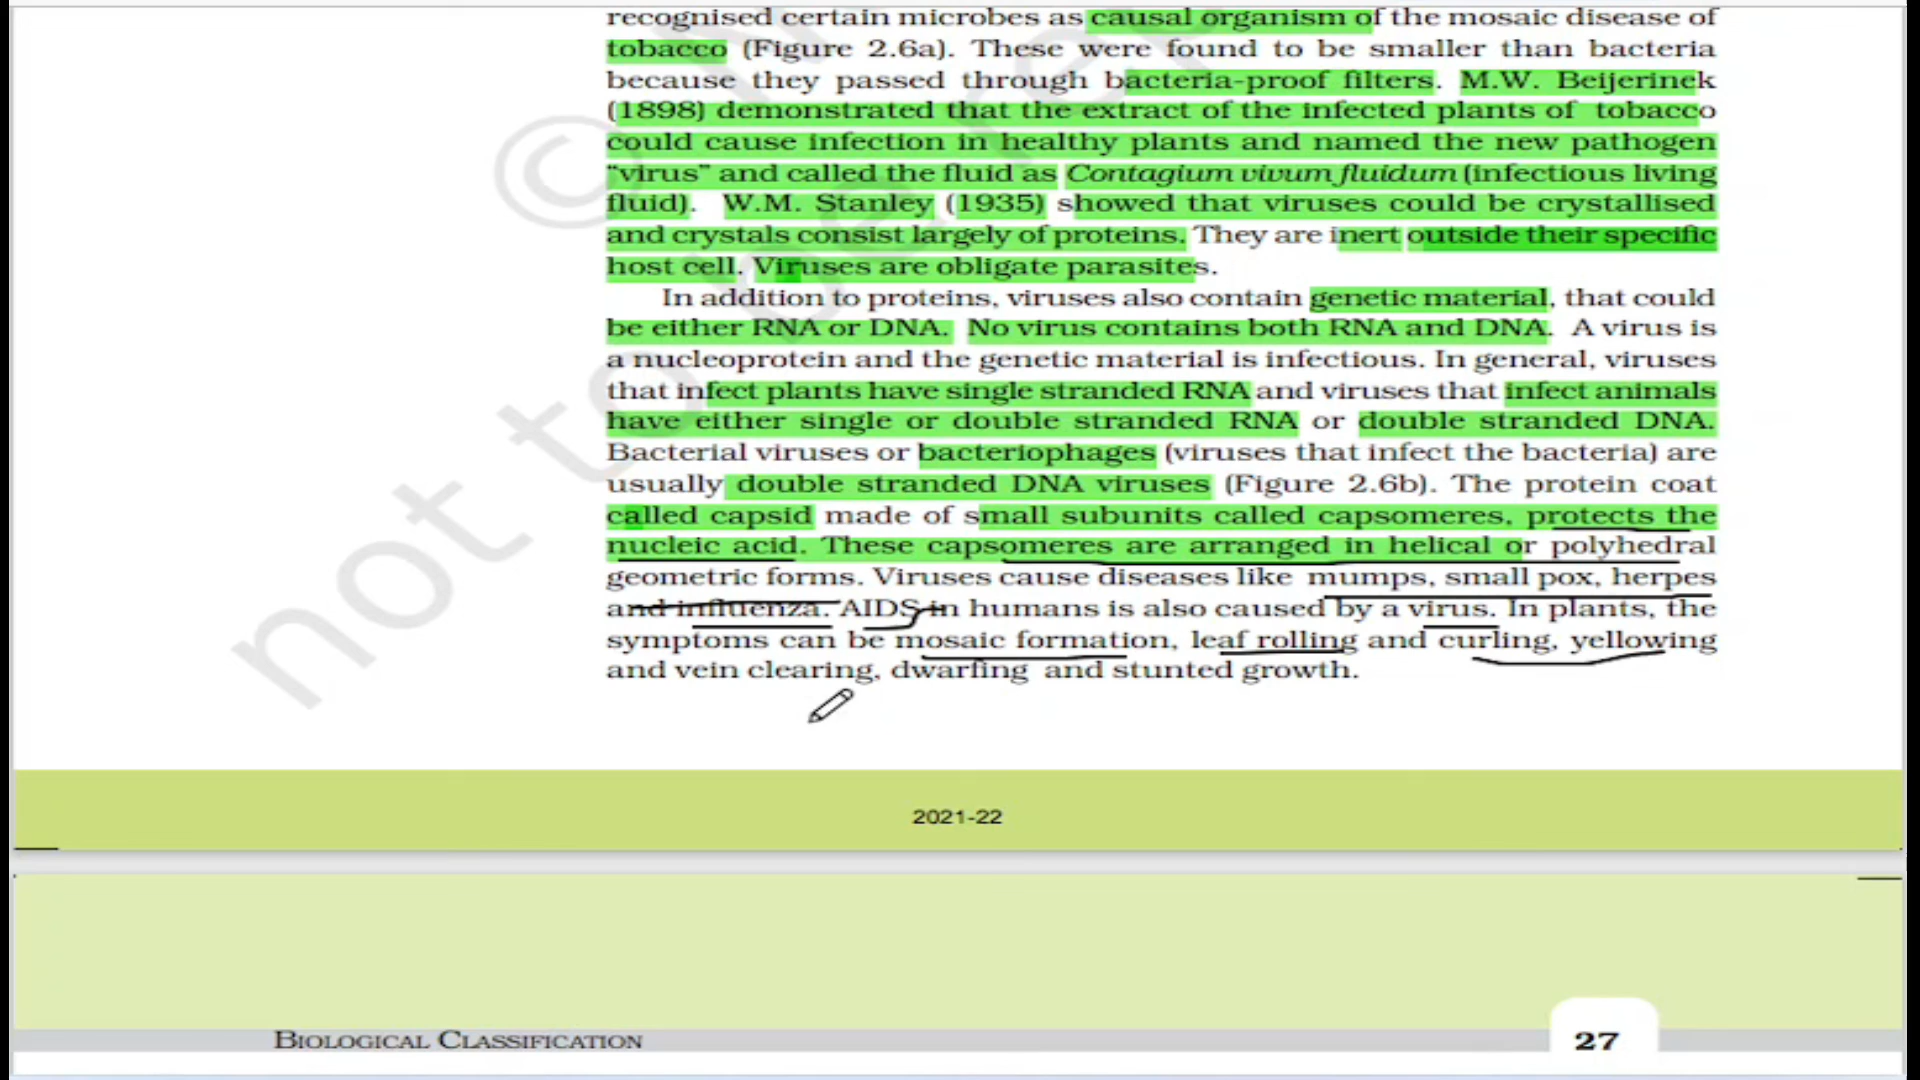 recognised certain microbes as causal organism of the mosaic disease of
tobacco (Figure 2.6a). These were found to be smaller than bacteria
because they passed through bacteria-proof filters. M.W. Beijerinek
(1898) demonstrated that the extract of the infected plants of tobacco
could cause infection in healthy plants and named the new pathogen
“virus” and called the fluid as Contagium vivum fluidum (infectious living
fluid). W.M. Stanley (1935) showed that viruses could be crystallised
and crystals consist largely of proteins. They are inert outside their specific
host cell. Viruses are obligate parasites.
In addition to proteins, viruses also contain genetic material, that could
be either RNA or DNA. No virus contains both RNA and DNA. A virus is
a nucleoprotein and the genetic material is infectious. In general, viruses
that infect plants have single stranded RNA and viruses that infect animals
have either single or double stranded RNA or double stranded DNA.
Bacterial viruses or bacteriophages (viruses that infect the bacteria) are
usually double stranded DNA viruses (Figure 2.6b). The protein coat
called capsid made of small subunits called capsomeres, protects the
nucleic acid. These capsomeres are arranged in helical or polyhedral
geometric forms. Viruses cause diseases like mumps, small pox, herpes
and influenza. AIDS in humans is also caused by a virus. In plants, the
symptoms can be mosaic formation, leaf rolling and curling, yellowing
and vein clearing, dwarfing and stunted growth.
2021-22
BIOLOGICAL CLASSIFICATION
27
© not to be re